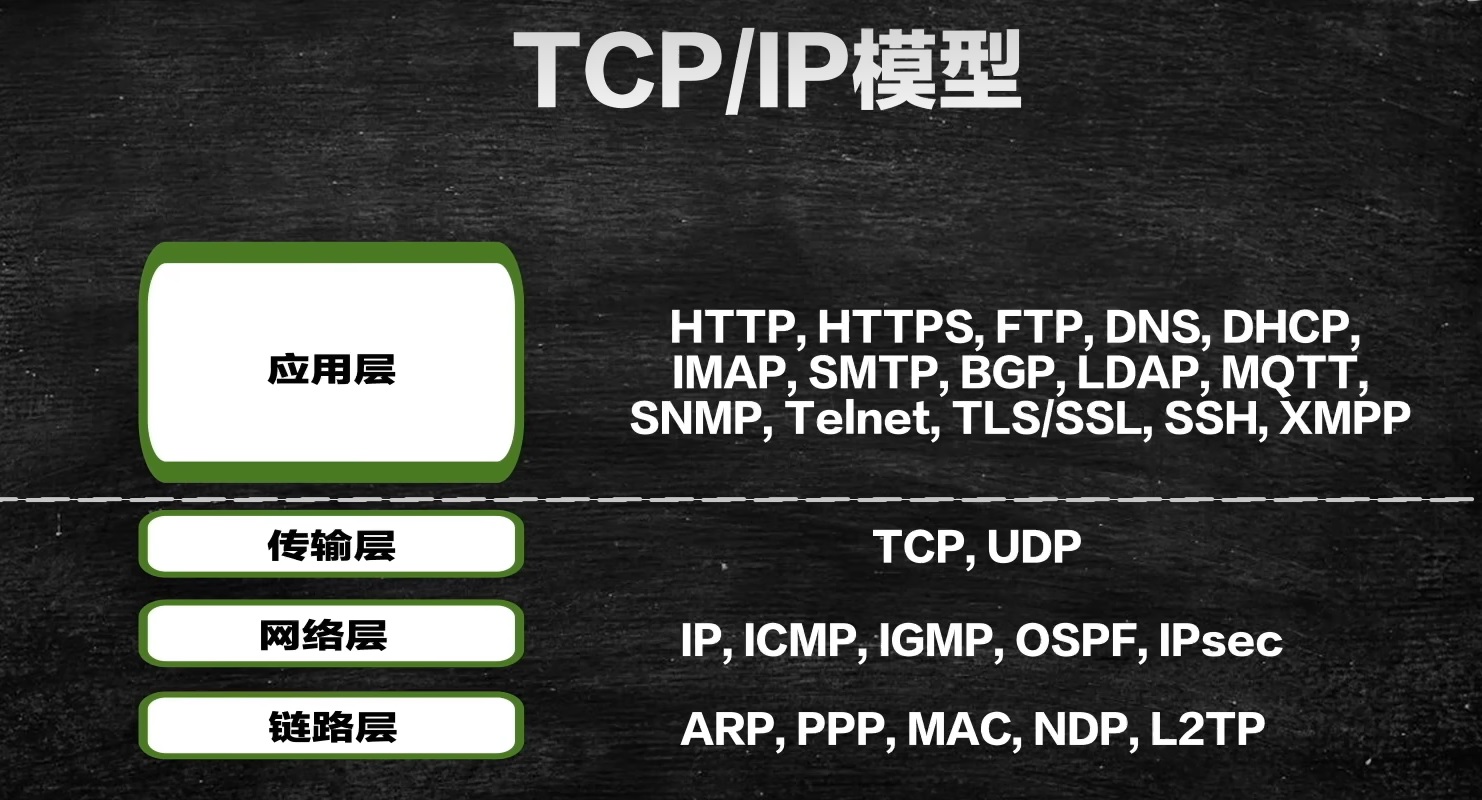 TCP/IP模型
应用层
HTTP, HTTPS, FTP, DNS, DHCP,
IMAP, SMTP, BGP, LDAP, MQTT,
SNMP, Telnet, TLS/SSL, SSH, XMPP
传输层
TCP, UDP
网络层
IP, ICMP, IGMP, OSPF, IPsec
链路层
ARP, PPP, MAC, NDP, L2TP